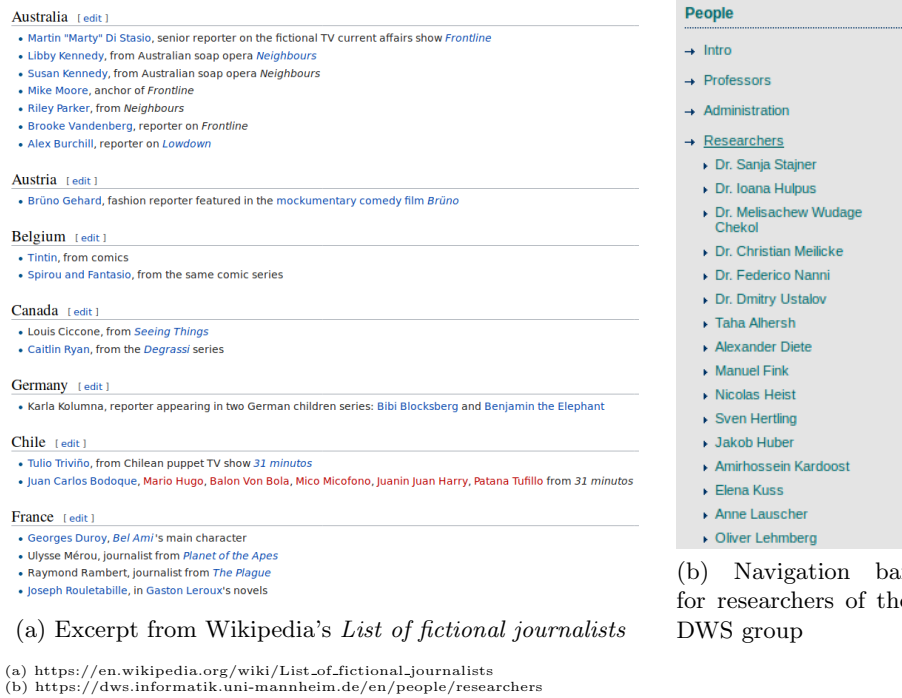 Australia [ edit ]
• Martin "Marty" Di Stasio, senior reporter on the fictional TV current affairs show Frontline
• Libby Kennedy, from Australian soap opera Neighbours
• Susan Kennedy, from Australian soap opera Neighbours
• Mike Moore, anchor of Frontline
• Riley Parker, from Neighbours
• Brooke Vandenberg, reporter on Frontline
• Alex Burchill, reporter on Lowdown
Austria [ edit ]
• Brüno Gehard, fashion reporter featured in the mockumentary comedy film Brüno
Belgium [ edit ]
• Tintin, from comics
• Spirou and Fantasio, from the same comic series
Canada [ edit ]
• Louis Ciccone, from Seeing Things
• Caitlin Ryan, from the Degrassi series
Germany [ edit ]
• Karla Kolumna, reporter appearing in two German children series: Bibi Blocksberg and Benjamin the Elephant
Chile [ edit ]
• Tulio Triviño, from Chilean puppet TV show 31 minutos
• Juan Carlos Bodoque, Mario Hugo, Balon Von Bola, Mico Micofono, Juanin Juan Harry, Patana Tufillo from 31 minutos
France [ edit ]
• Georges Duroy, Bel Ami's main character
• Ulysse Mérou, journalist from Planet of the Apes
• Raymond Rambert, journalist from The Plague
• Joseph Rouletabille, in Gaston Leroux's novels
(a) Excerpt from Wikipedia's List of fictional journalists
People
→ Intro
→ Professors
→ Administration
→ Researchers
Dr. Sanja Stajner
Dr. Ioana Hulpus
Dr. Melisachew Wudage
Chekol
Dr. Christian Meilicke
Dr. Federico Nanni
Dr. Dmitry Ustalov
Taha Alhersh
Alexander Diete
Manuel Fink
Nicolas Heist
Sven Hertling
Jakob Huber
Amirhossein Kardoost
Elena Kuss
Anne Lauscher
Oliver Lehmberg
(b) Navigation ba
for researchers of the
DWS group
(a) https://en.wikipedia.org/wiki/List_of_fictional_journalists
(b) https://dws.informatik.uni-mannheim.de/en/people/researchers